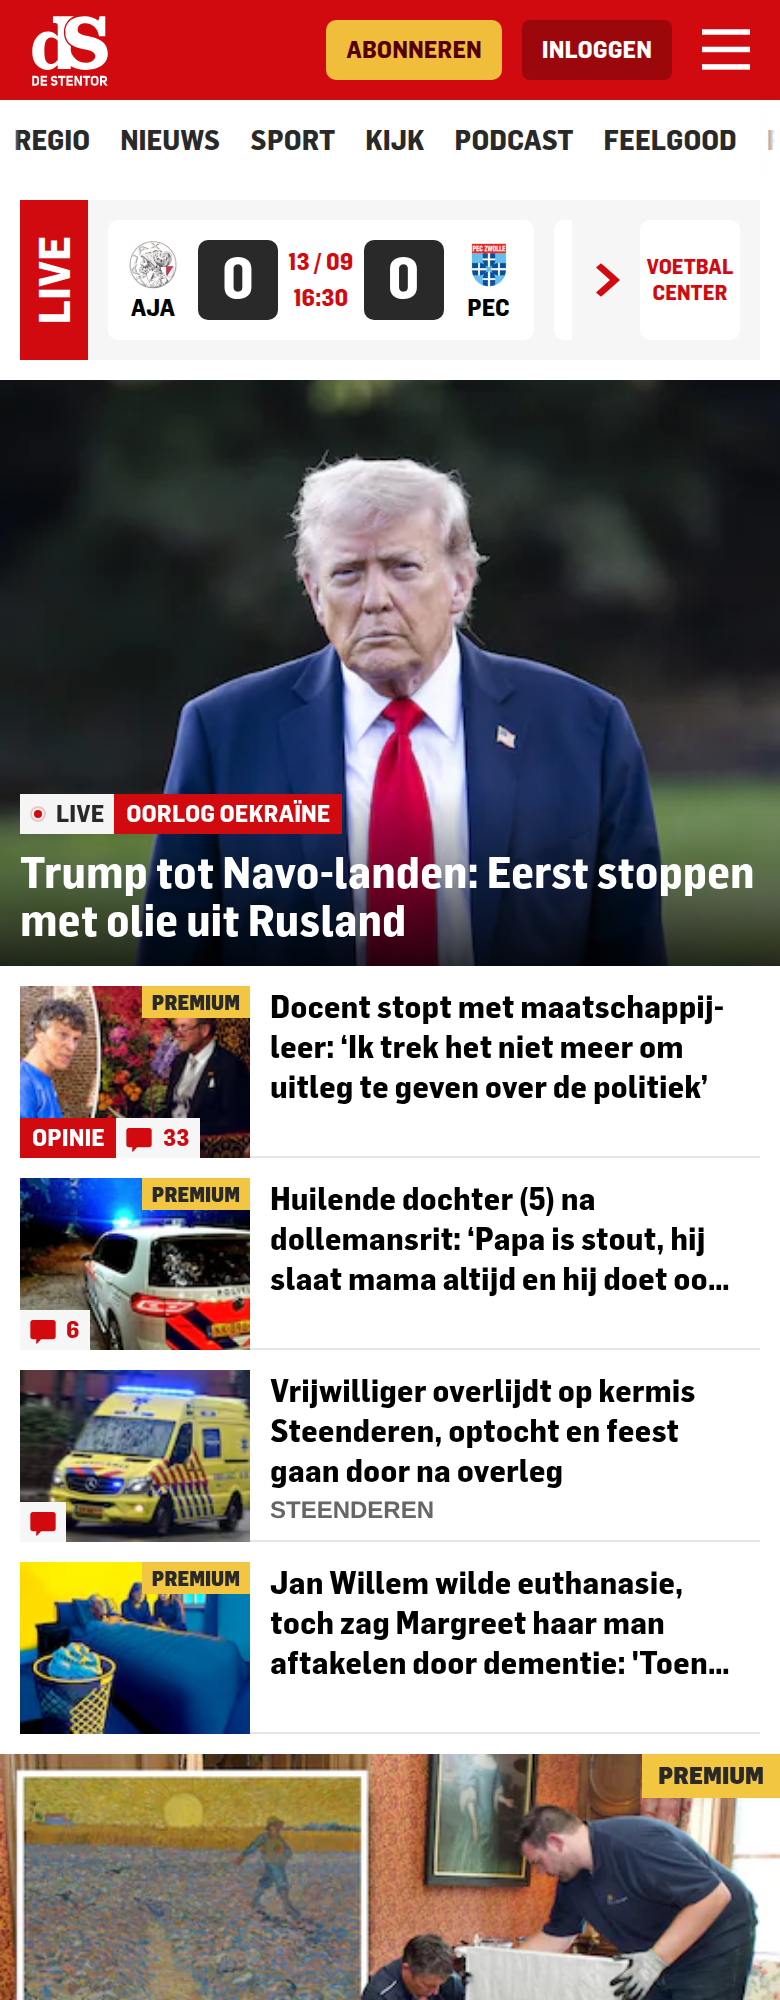 dS
DE STENTOR
ABONNEREN
INLOGGEN
REGIO NIEUWS SPORT KIJK PODCAST FEELGOOD
LIVE
AJA
0
13 / 09
16:30
0
PEC ZWOLLE
PEC
VOETBAL
CENTER
LIVE
OORLOG OEKRAÏNE
Trump tot Navo-landen: Eerst stoppen
met olie uit Rusland
PREMIUM
OPINIE
33
Docent stopt met maatschappij-
leer: ‘Ik trek het niet meer om
uitleg te geven over de politiek’
PREMIUM
6
Huilende dochter (5) na
dollemansrit: ‘Papa is stout, hij
slaat mama altijd en hij doet oo...
Vrijwilliger overlijdt op kermis
Steenderen, optocht en feest
gaan door na overleg
STEENDEREN
PREMIUM
Jan Willem wilde euthanasie,
toch zag Margreet haar man
aftakelen door dementie: 'Toen...
PREMIUM